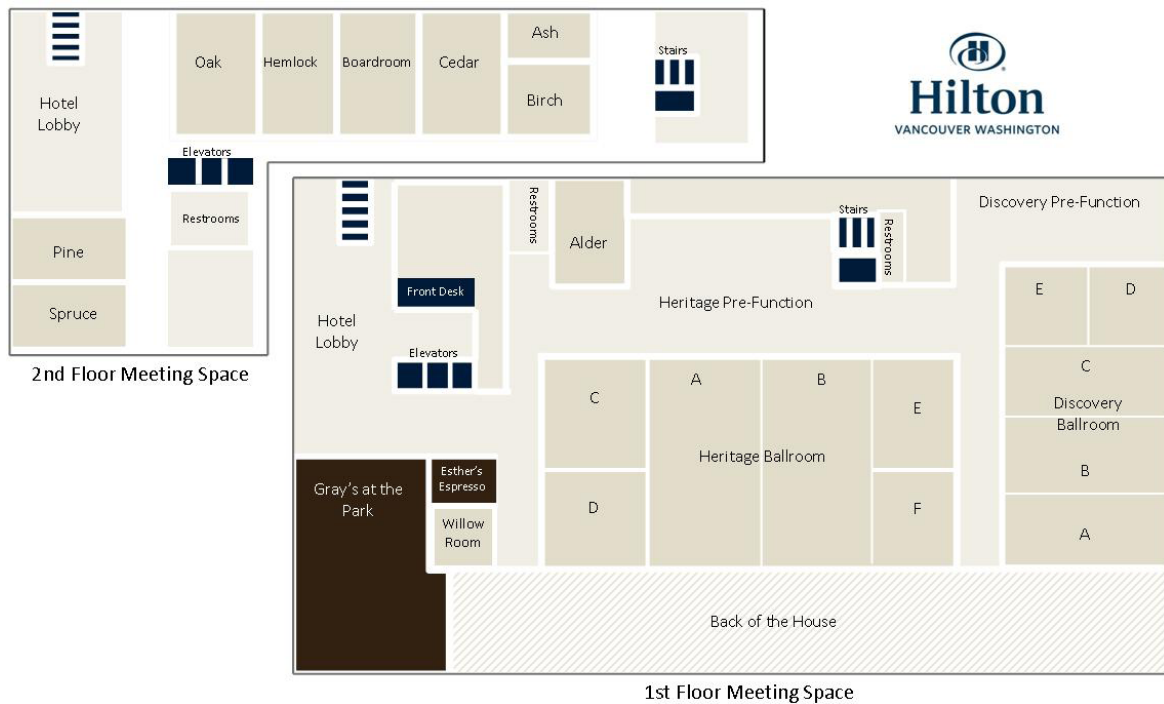 Oak
Hemlock
Boardroom
Cedar
Ash
Birch
Stairs
Hotel
Lobby
Elevators
Restrooms
Pine
Spruce
2nd Floor Meeting Space
Hilton
VANCOUVER WASHINGTON
Restrooms
Alder
Stairs
Restrooms
Discovery Pre-Function
Front Desk
Heritage Pre-Function
Hotel
Lobby
Elevators
E
D
C
A
B
E
C
Discovery
Ballroom
Heritage Ballroom
Gray's at the
Park
Esther's
Espresso
B
D
Willow
Room
F
A
Back of the House
1st Floor Meeting Space